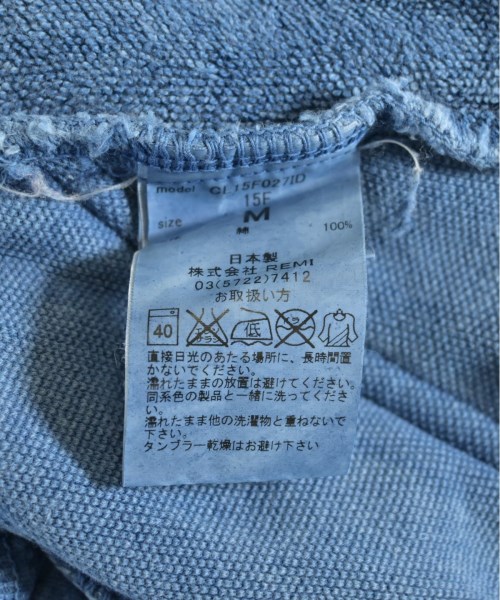 model GL15F027ID
15F
size M
綿 100%
日本製
株式会社 REMI
03(5722)7412
お取扱い方
40 低
直接日光のあたる場所に、長時間置
かないでください。
濡れたままの放置は避けてください。
同系色の製品と一緒に洗ってください。
濡れたまま他の洗濯物と重ねないで
下さい。
タンブラー乾燥はお避け下さい